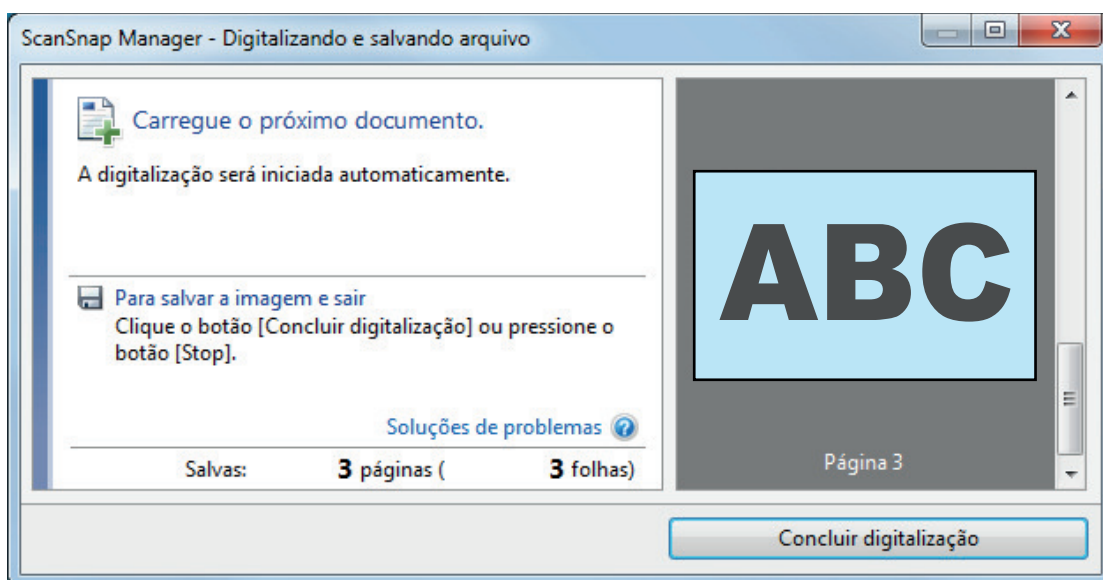 ScanSnap Manager - Digitalizando e salvando arquivo
Carregue o próximo documento.
A digitalização será iniciada automaticamente.
Para salvar a imagem e sair
Clique o botão [Concluir digitalização] ou pressione o
botão [Stop].
Soluções de problemas
Salvas: 3 páginas ( 3 folhas)
ABC
Página 3
Concluir digitalização